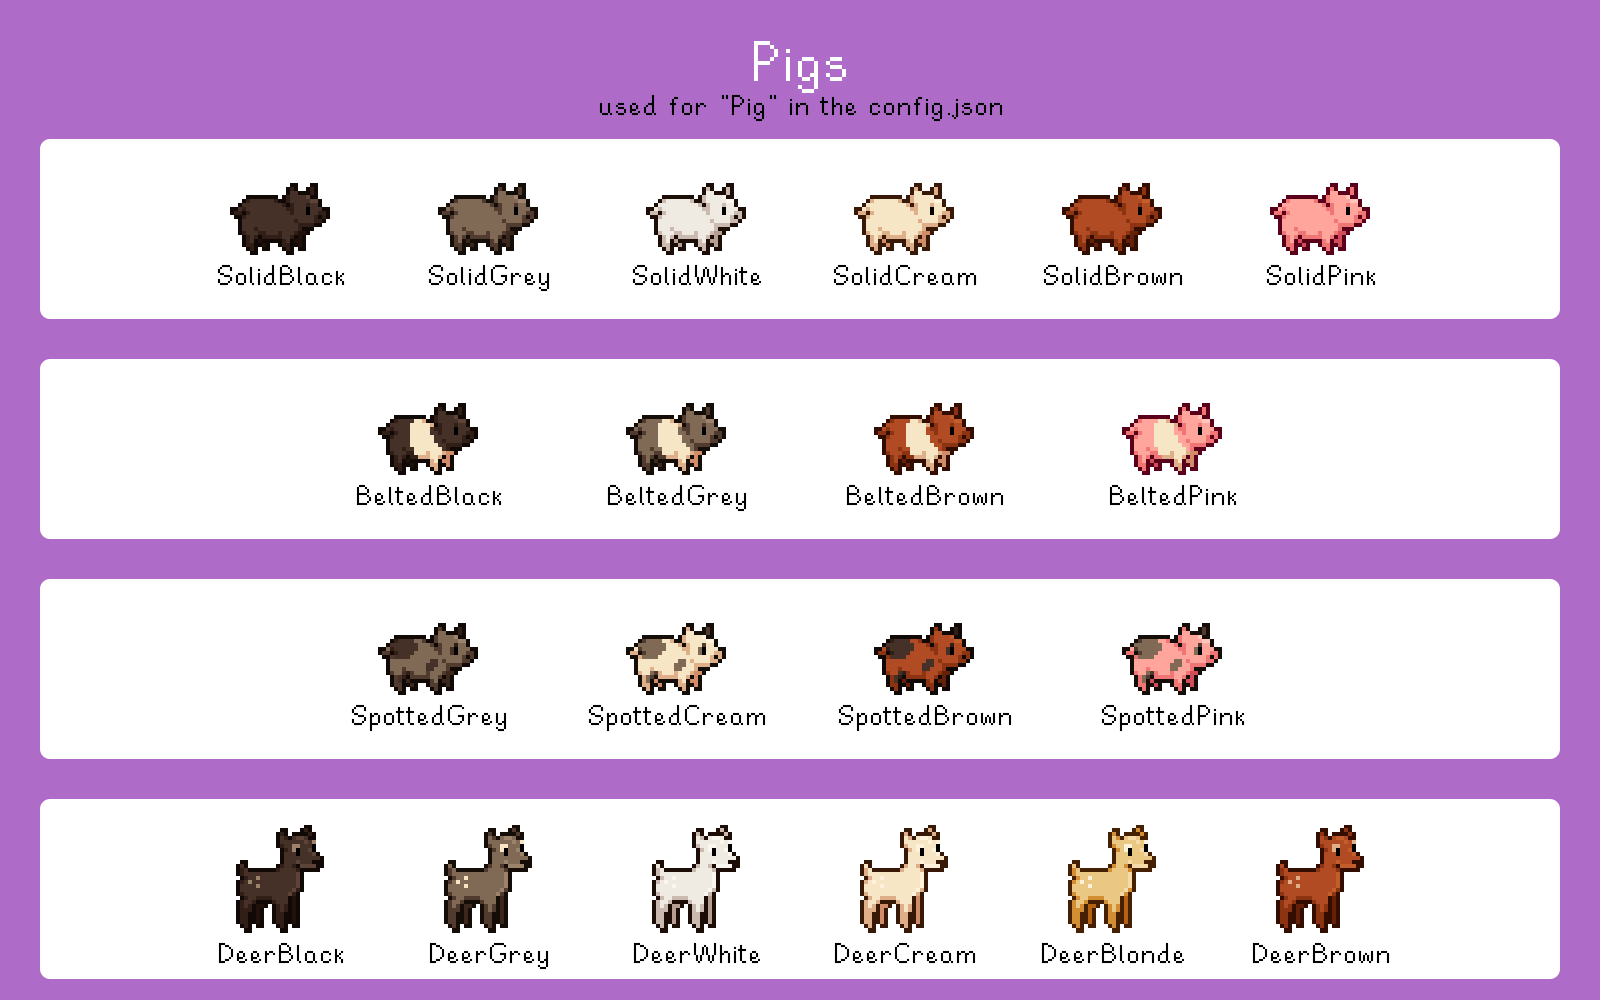 Pigs
used for "Pig" in the config.json
SolidBlack SolidGrey SolidWhite SolidCream SolidBrown SolidPink
BeltedBlack BeltedGrey BeltedBrown BeltedPink
SpottedGrey SpottedCream SpottedBrown SpottedPink
DeerBlack DeerGrey DeerWhite DeerCream DeerBlonde DeerBrown